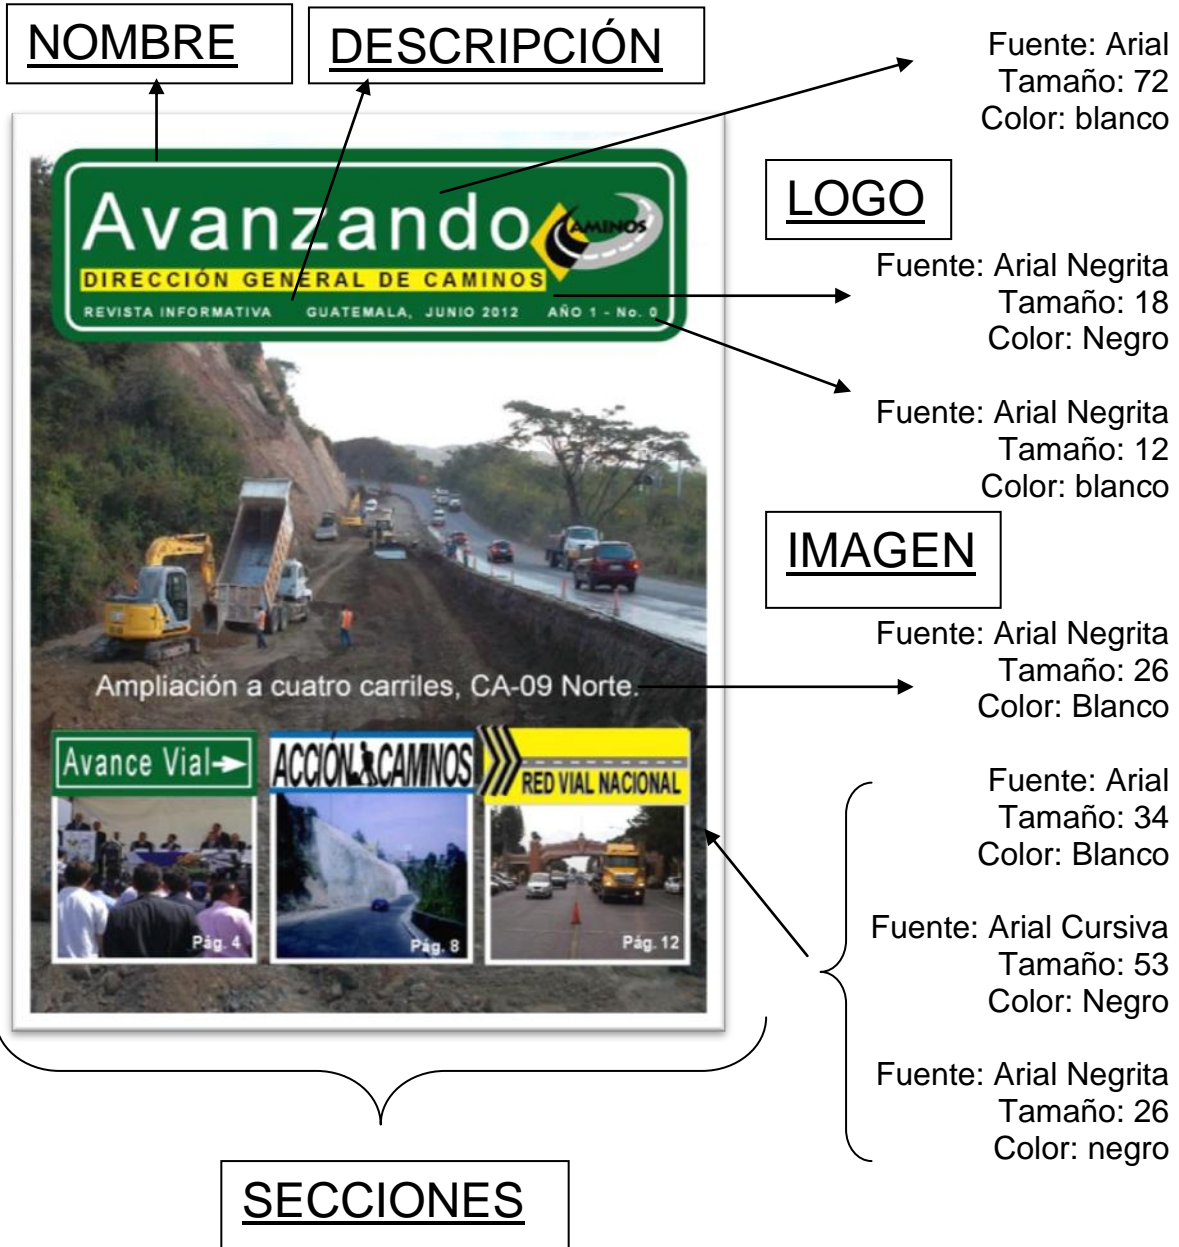 NOMBRE
DESCRIPCIÓN
Fuente: Arial
Tamaño: 72
Color: blanco
Avanzando
CAMINOS
DIRECCIÓN GENERAL DE CAMINOS
REVISTA INFORMATIVA GUATEMALA, JUNIO 2012 AÑO 1 - No. 0
LOGO
Fuente: Arial Negrita
Tamaño: 18
Color: Negro
Fuente: Arial Negrita
Tamaño: 12
Color: blanco
IMAGEN
Fuente: Arial Negrita
Tamaño: 26
Color: Blanco
Ampliación a cuatro carriles, CA-09 Norte.
Avance Vial
ACCIÓN CAMINOS
RED VIAL NACIONAL
Pág. 4
Pág. 8
Pág. 12
Fuente: Arial
Tamaño: 34
Color: Blanco
Fuente: Arial Cursiva
Tamaño: 53
Color: Negro
Fuente: Arial Negrita
Tamaño: 26
Color: negro
SECCIONES